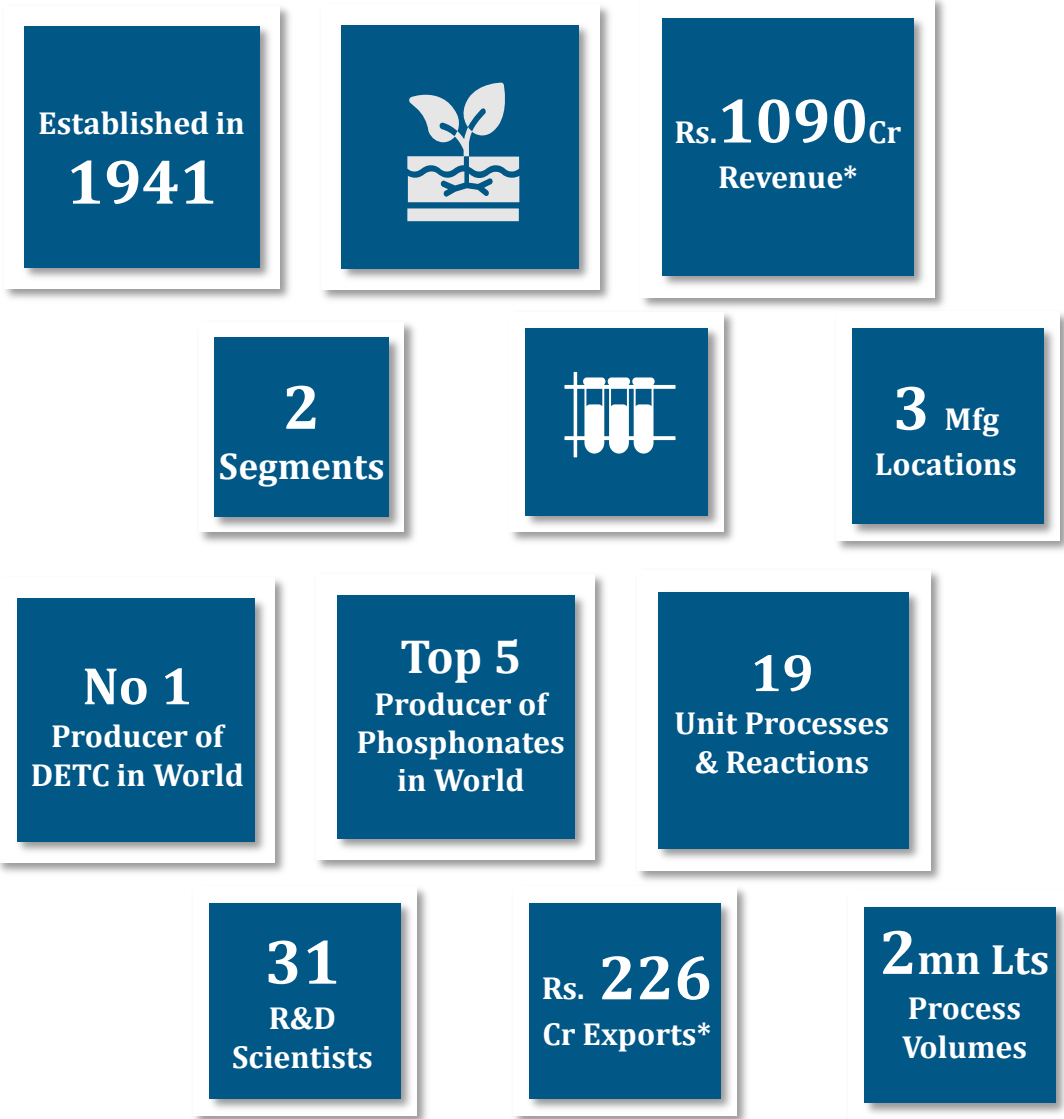 Established in
1941
Rs.1090Cr
Revenue*
2
Segments
3 Mfg
Locations
No 1
Producer of
DETC in World
Top 5
Producer of
Phosphonates
in World
19
Unit Processes
& Reactions
31
R&D
Scientists
Rs. 226
Cr Exports*
2mn Lts
Process
Volumes